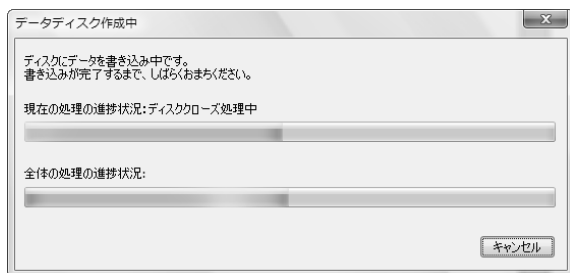 データディスク作成中
ディスクにデータを書き込み中です。
書き込みが完了するまで、しばらくおまちください。
現在の処理の進捗状況:ディスククローズ処理中
全体の処理の進捗状況:
キャンセル